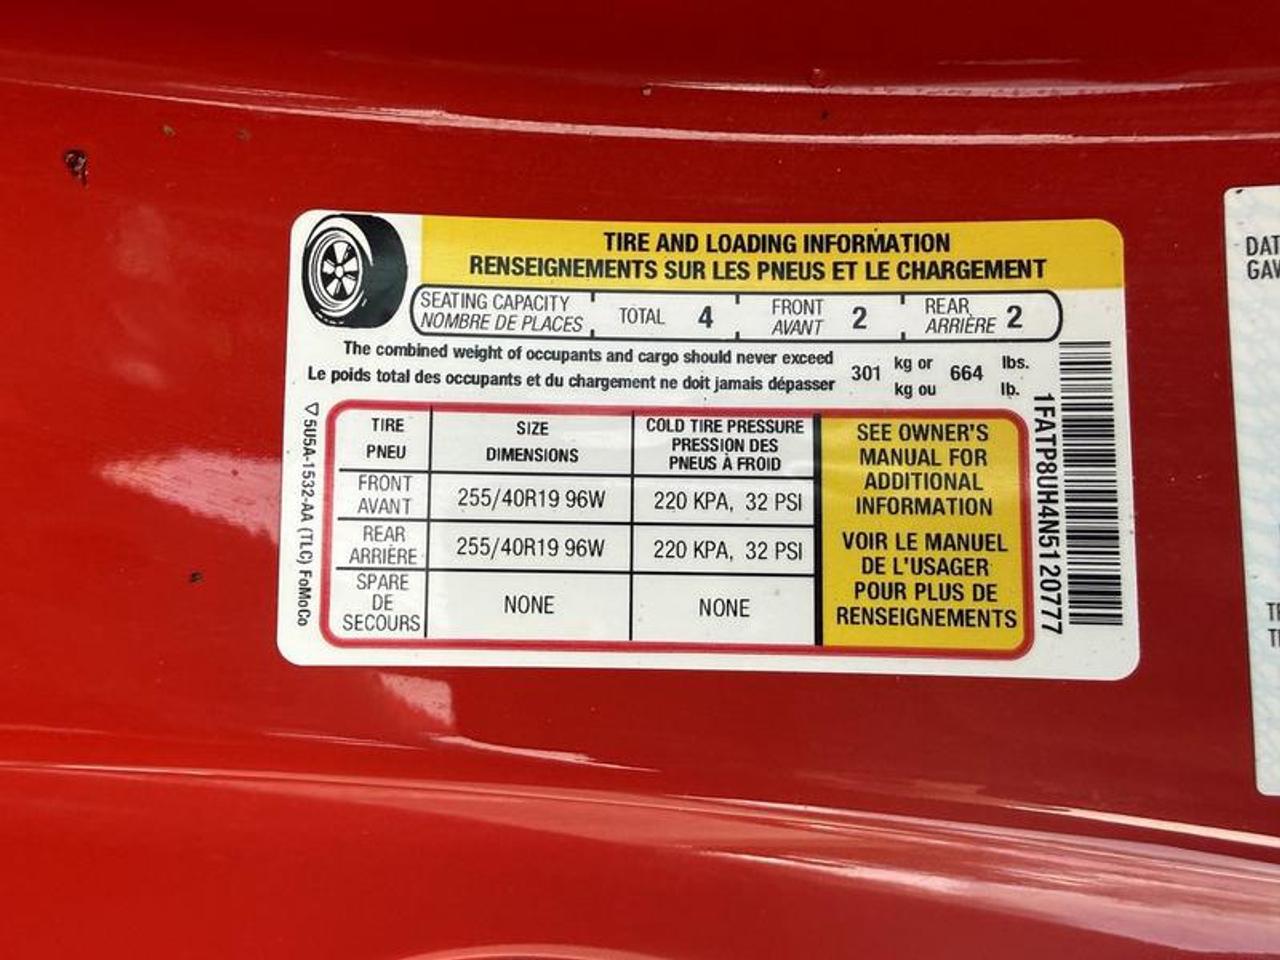 TIRE AND LOADING INFORMATION
RENSEIGNEMENTS SUR LES PNEUS ET LE CHARGEMENT
SEATING CAPACITY TOTAL 4 FRONT 2 REAR 2
NOMBRE DE PLACES AVANT ARRIÈRE
The combined weight of occupants and cargo should never exceed 301 kg or 664 lbs.
Le poids total des occupants et du chargement ne doit jamais dépasser kg ou lb.
TIRE SIZE COLD TIRE PRESSURE
PNEU DIMENSIONS PRESSION DES
PNEUS À FROID
FRONT
AVANT 255/40R19 96W 220 KPA, 32 PSI
REAR
ARRIÈRE 255/40R19 96W 220 KPA, 32 PSI
SPARE
DE
SECOURS NONE NONE
SEE OWNER'S
MANUAL FOR
ADDITIONAL
INFORMATION
VOIR LE MANUEL
DE L'USAGER
POUR PLUS DE
RENSEIGNEMENTS
1FATP8UH4N5120777
▽5U5A-1532-AA (TLC) FoMoCo
DAT
GAV